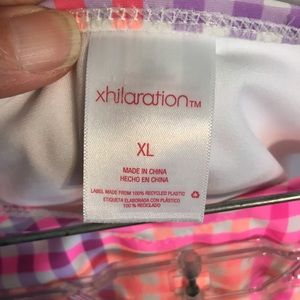 xhilaration™
XL
MADE IN CHINA
HECHO EN CHINA
LABEL MADE FROM 100% RECYCLED PLASTIC
ETIQUETA ELABORADA CON PLÁSTICO
100% RECICLADO